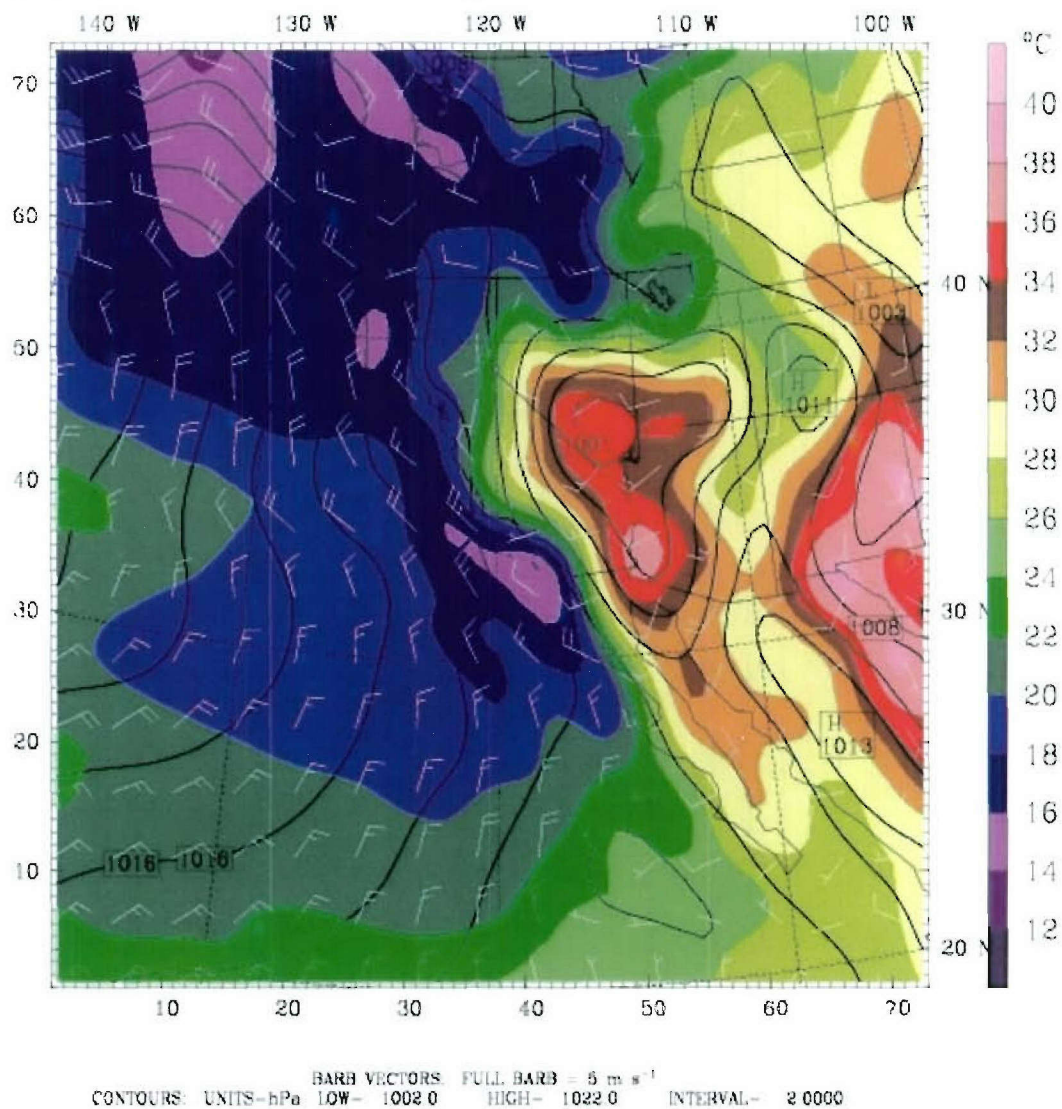 140 W 130 W 120 W 110 W 100 W
°C
70
60
50
40
30
20
10
40
38
36
34
32
30
28
26
24
22
20
18
16
14
12
40 N
30 N
20 N
L
1003
H
1011
1008
H
1013
1016 1016
10 20 30 40 50 60 70
BARB VECTORS: FULL BARB = 5 m s⁻¹
CONTOURS: UNITS-hPa LOW- 1002.0 HIGH- 1022.0 INTERVAL- 2.0000